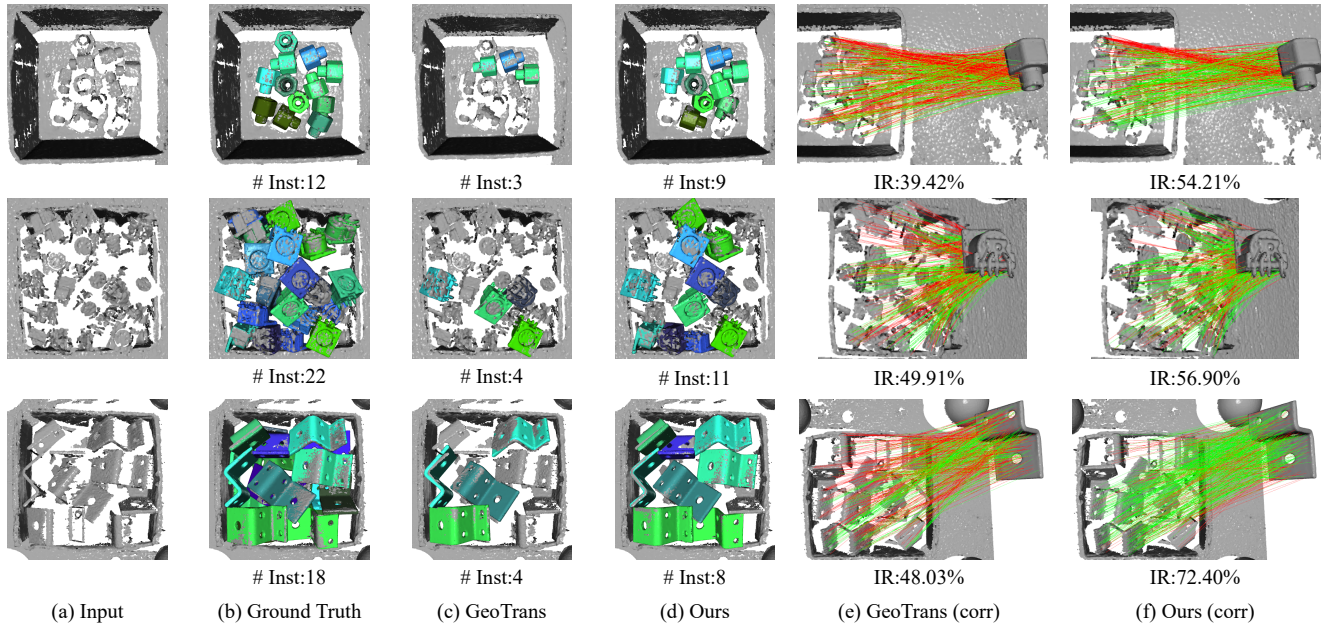 # Inst:12 # Inst:3 # Inst:9 IR:39.42% IR:54.21%
# Inst:22 # Inst:4 # Inst:11 IR:49.91% IR:56.90%
# Inst:18 # Inst:4 # Inst:8 IR:48.03% IR:72.40%
(a) Input (b) Ground Truth (c) GeoTrans (d) Ours (e) GeoTrans (corr) (f) Ours (corr)